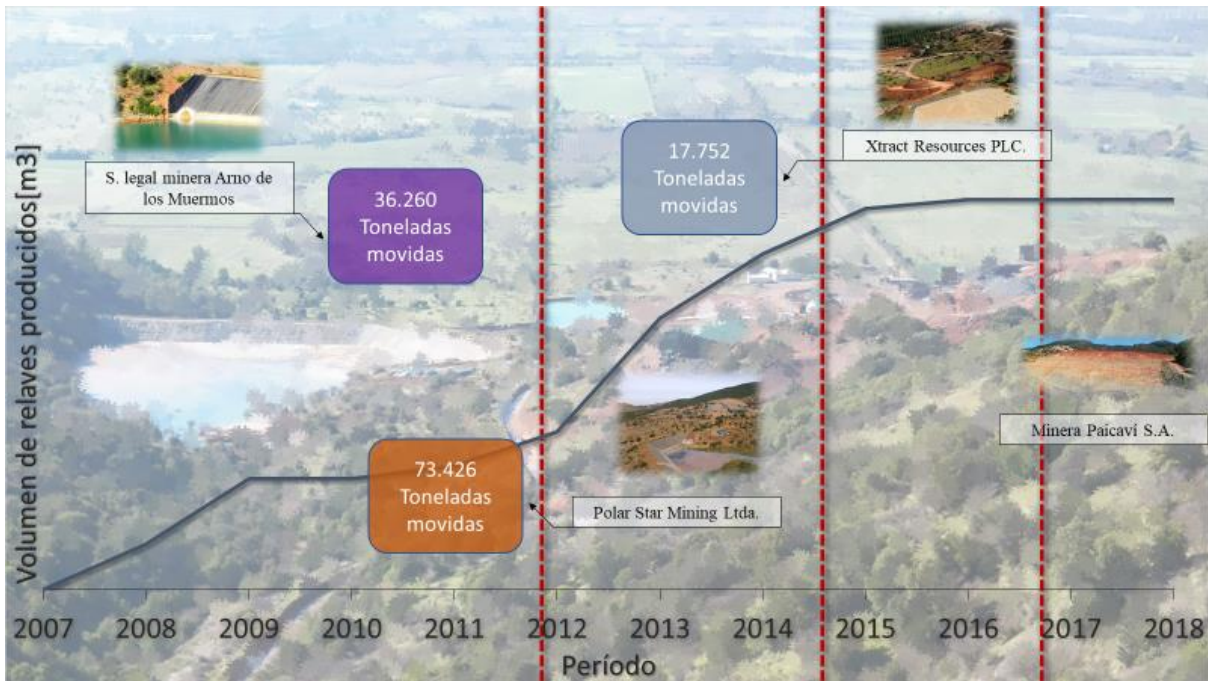 Volumen de relaves producidos[m3]
S. legal minera Arno de
los Muermos
36.260
Toneladas
movidas
17.752
Toneladas
movidas
Xtract Resources PLC.
73.426
Toneladas
movidas
Polar Star Mining Ltda.
Minera Paicaví S.A.
2007 2008 2009 2010 2011 2012 2013 2014 2015 2016 2017 2018
Período